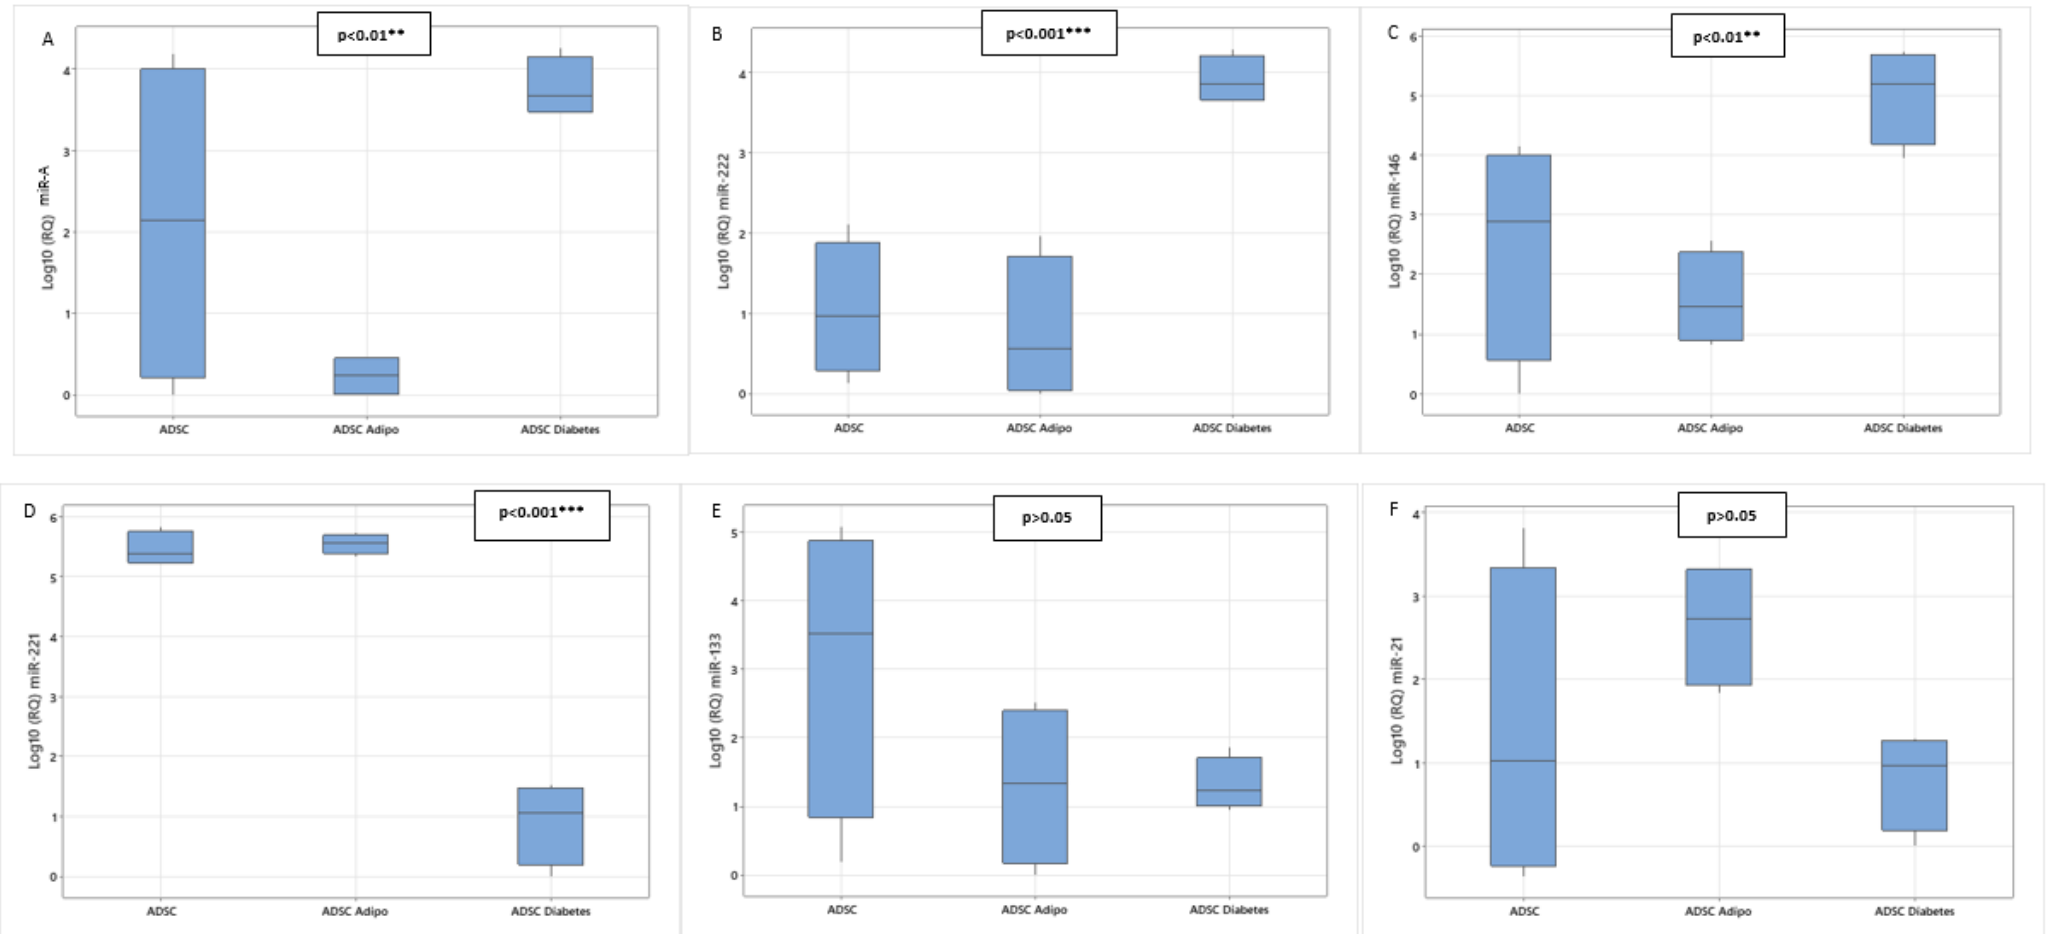 A
p<0.01**
Log10 (RQ) miR-A
4
3
2
1
0
ADSC
ADSC Adipo
ADSC Diabetes
B
p<0.001***
Log10 (RQ) miR-222
4
3
2
1
0
ADSC
ADSC Adipo
ADSC Diabetes
C
p<0.01**
Log10 (RQ) miR-146
6
5
4
3
2
1
0
ADSC
ADSC Adipo
ADSC Diabetes
D
p<0.001***
Log10 (RQ) miR-221
6
5
4
3
2
1
0
ADSC
ADSC Adipo
ADSC Diabetes
E
p>0.05
Log10 (RQ) miR-133
5
4
3
2
1
0
ADSC
ADSC Adipo
ADSC Diabetes
F
p>0.05
Log10 (RQ) miR-21
4
3
2
1
0
ADSC
ADSC Adipo
ADSC Diabetes